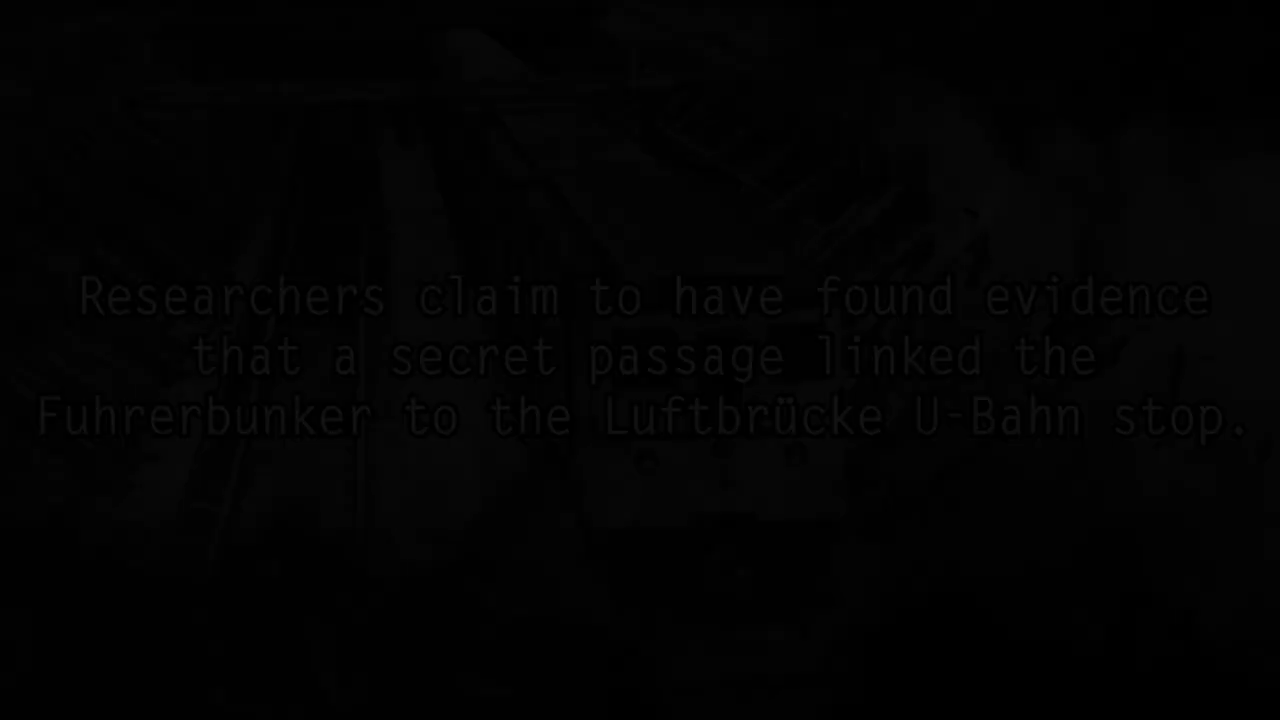 Researchers claim to have found evidence
that a secret passage linked the
Fuhrerbunker to the Luftbrücke U-Bahn stop.